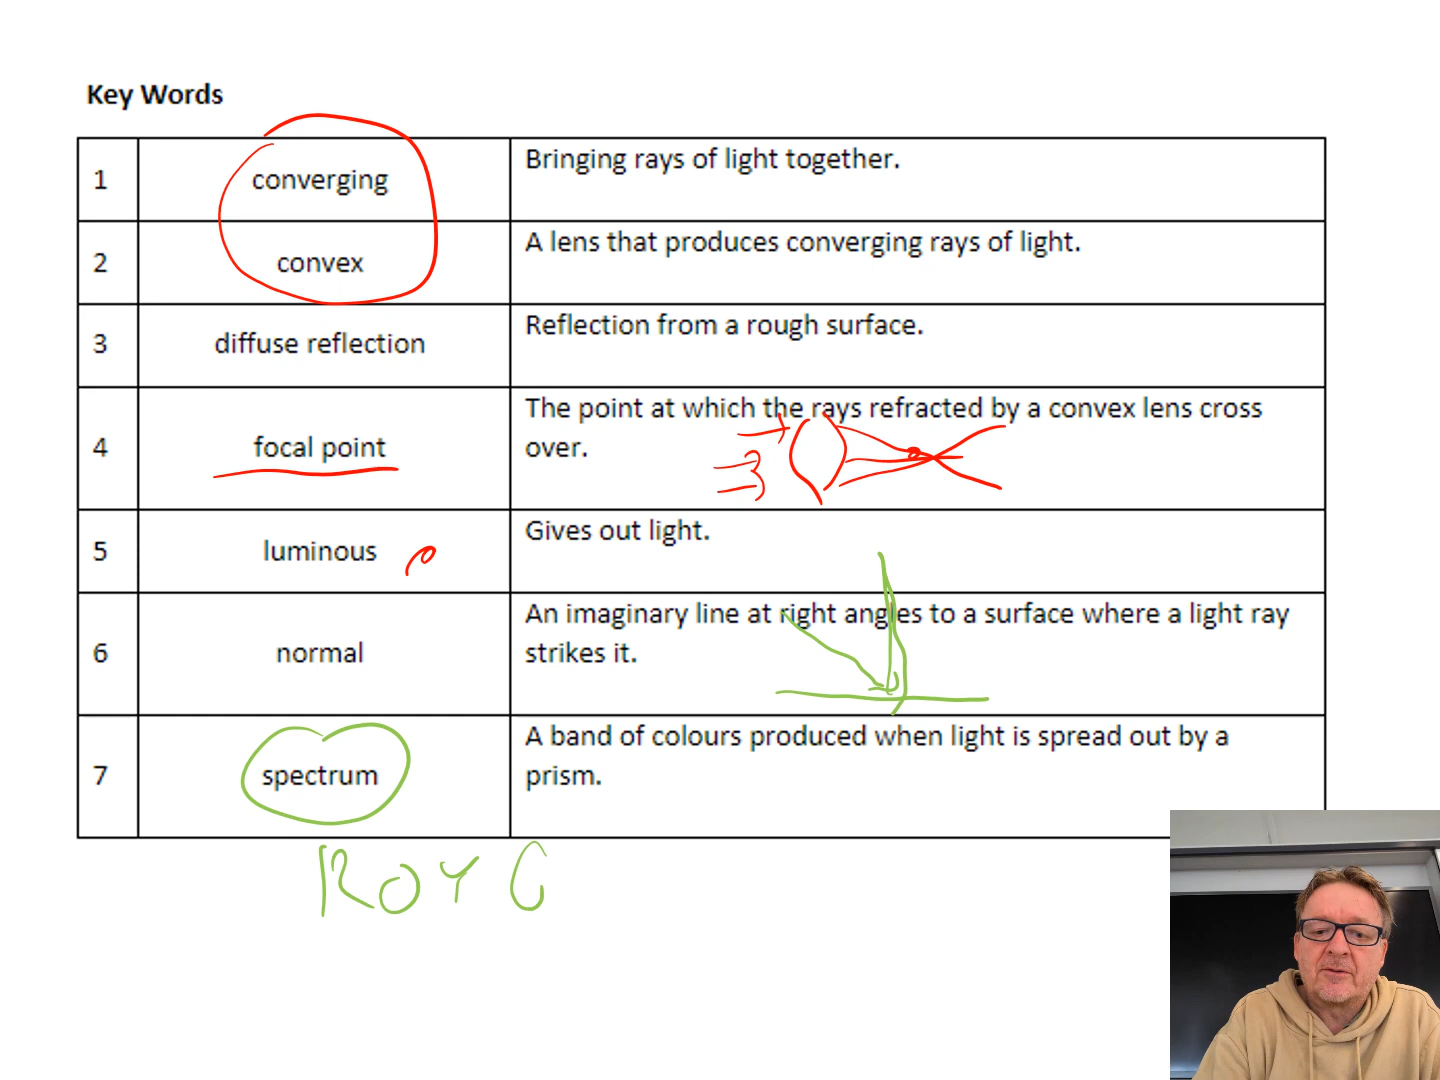 Key Words
1 converging Bringing rays of light together.
2 convex A lens that produces converging rays of light.
3 diffuse reflection Reflection from a rough surface.
4 focal point The point at which the rays refracted by a convex lens cross
over.
5 luminous Gives out light.
6 normal An imaginary line at right angles to a surface where a light ray
strikes it.
7 spectrum A band of colours produced when light is spread out by a
prism.
R O Y G